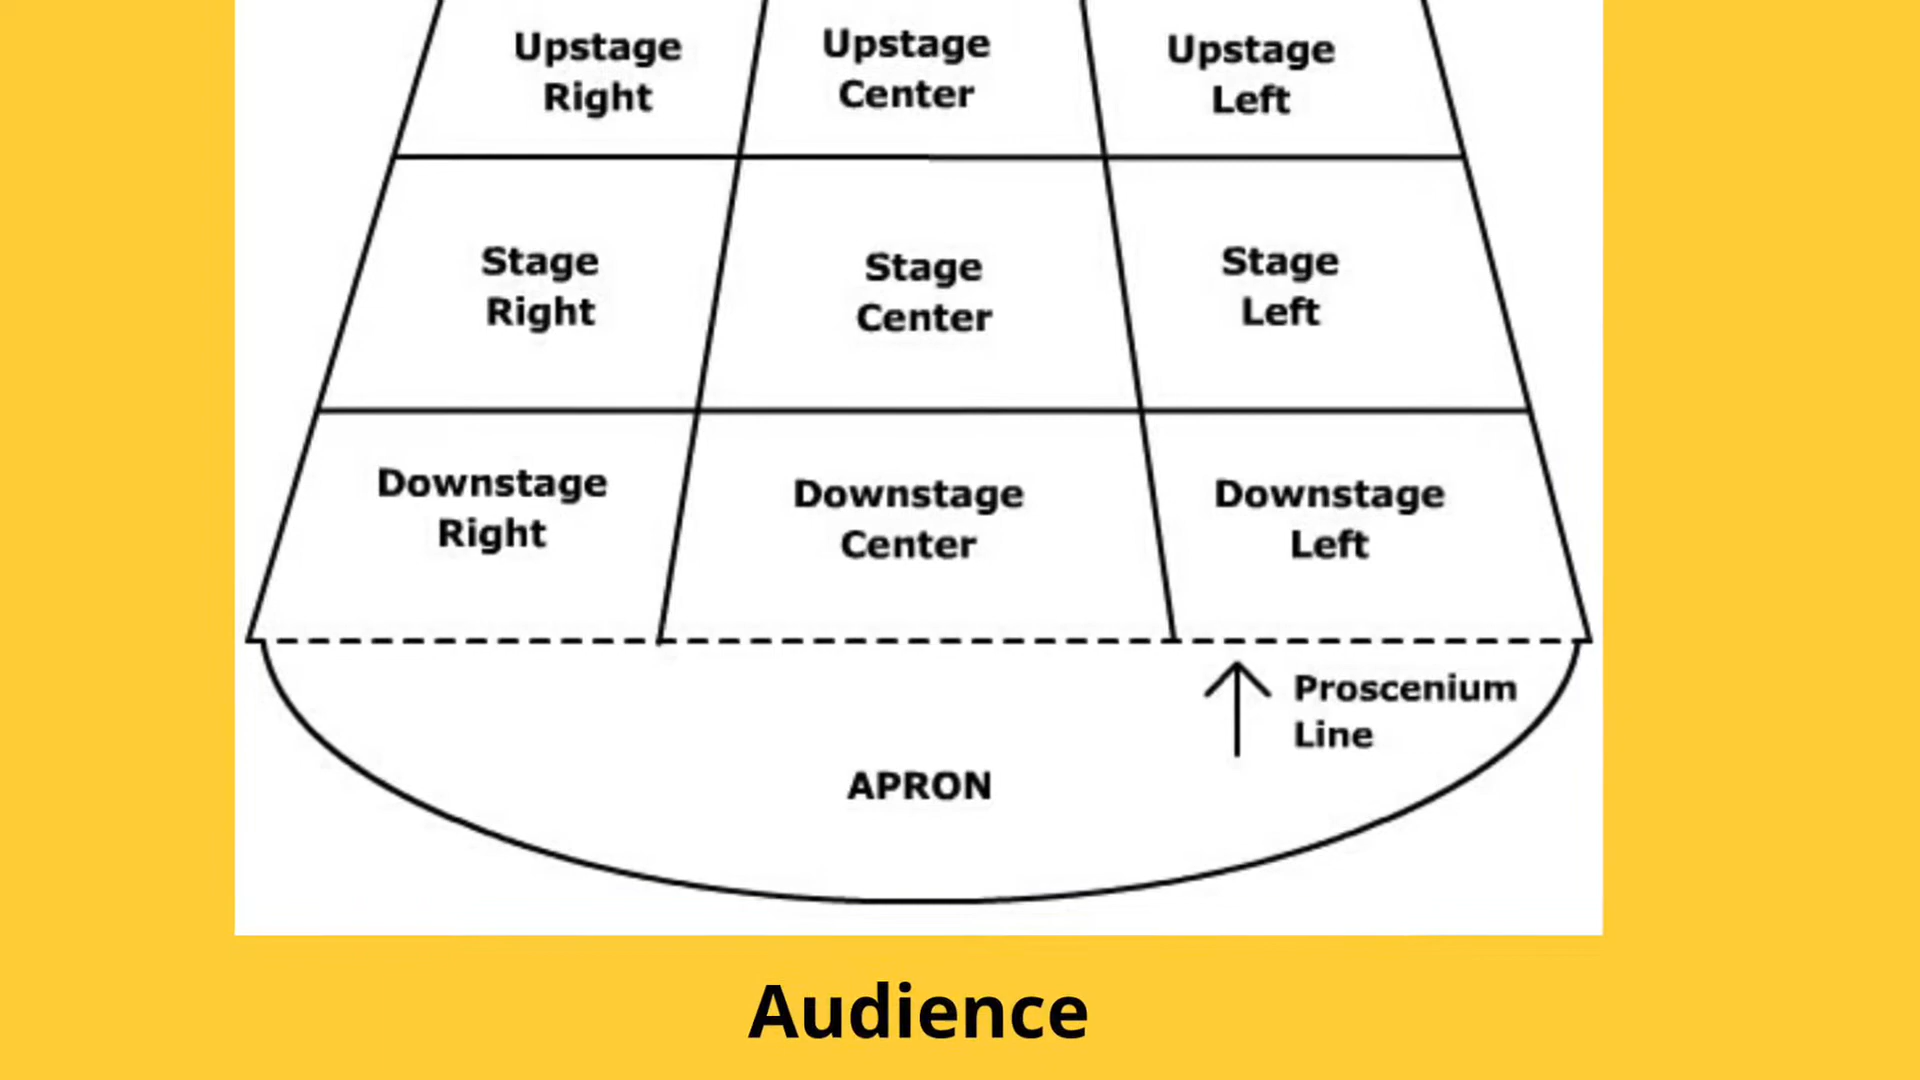 Upstage
Right
Upstage
Center
Upstage
Left
Stage
Right
Stage
Center
Stage
Left
Downstage
Right
Downstage
Center
Downstage
Left
Proscenium
Line
APRON
Audience